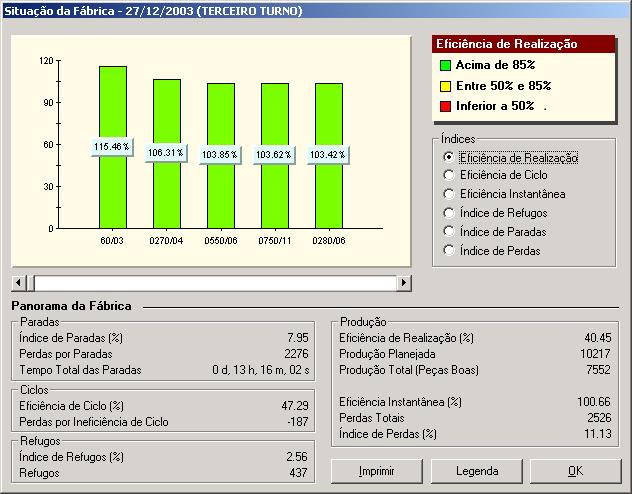 Situação da Fábrica - 27/12/2003 (TERCEIRO TURNO)
120
90
60
30
0
115.46%
106.31%
103.85%
103.62%
103.42%
60/03
0270/04
0550/06
0750/11
0280/06
Eficiência de Realização
Acima de 85%
Entre 50% e 85%
Inferior a 50% .
Índices
Eficiência de Realização
Eficiência de Ciclo
Eficiência Instantânea
Índice de Refugos
Índice de Paradas
Índice de Perdas
Panorama da Fábrica
Paradas
Índice de Paradas (%) 7.95
Perdas por Paradas 2276
Tempo Total das Paradas 0 d, 13 h, 16 m, 02 s
Ciclos
Eficiência de Ciclo (%) 47.29
Perdas por Ineficiência de Ciclo -187
Refugos
Índice de Refugos (%) 2.56
Refugos 437
Produção
Eficiência de Realização (%) 40.45
Produção Planejada 10217
Produção Total (Peças Boas) 7552
Eficiência Instantânea (%) 100.66
Perdas Totais 2526
Índice de Perdas (%) 11.13
Imprimir
Legenda
OK